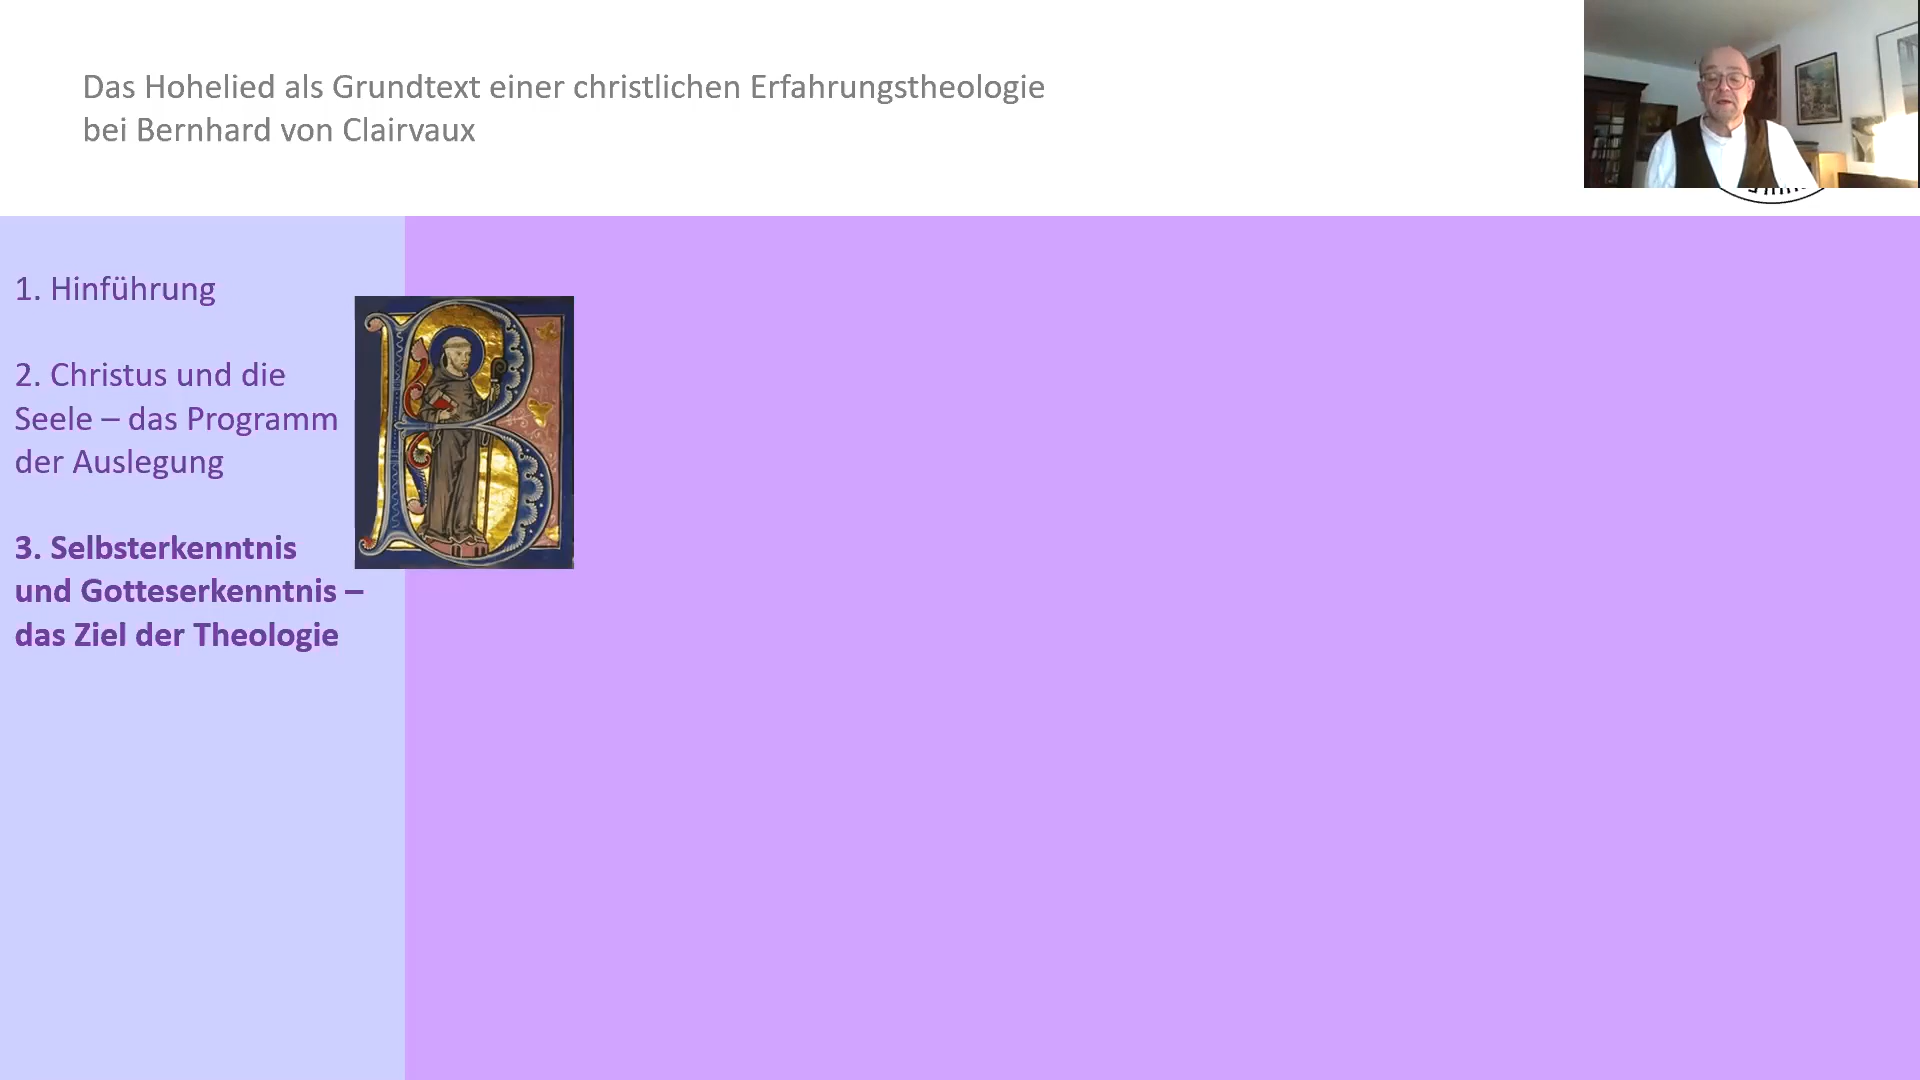 Das Hohelied als Grundtext einer christlichen Erfahrungstheologie
bei Bernhard von Clairvaux
1. Hinführung
2. Christus und die
Seele – das Programm
der Auslegung
3. Selbsterkenntnis
und Gotteserkenntnis –
das Ziel der Theologie